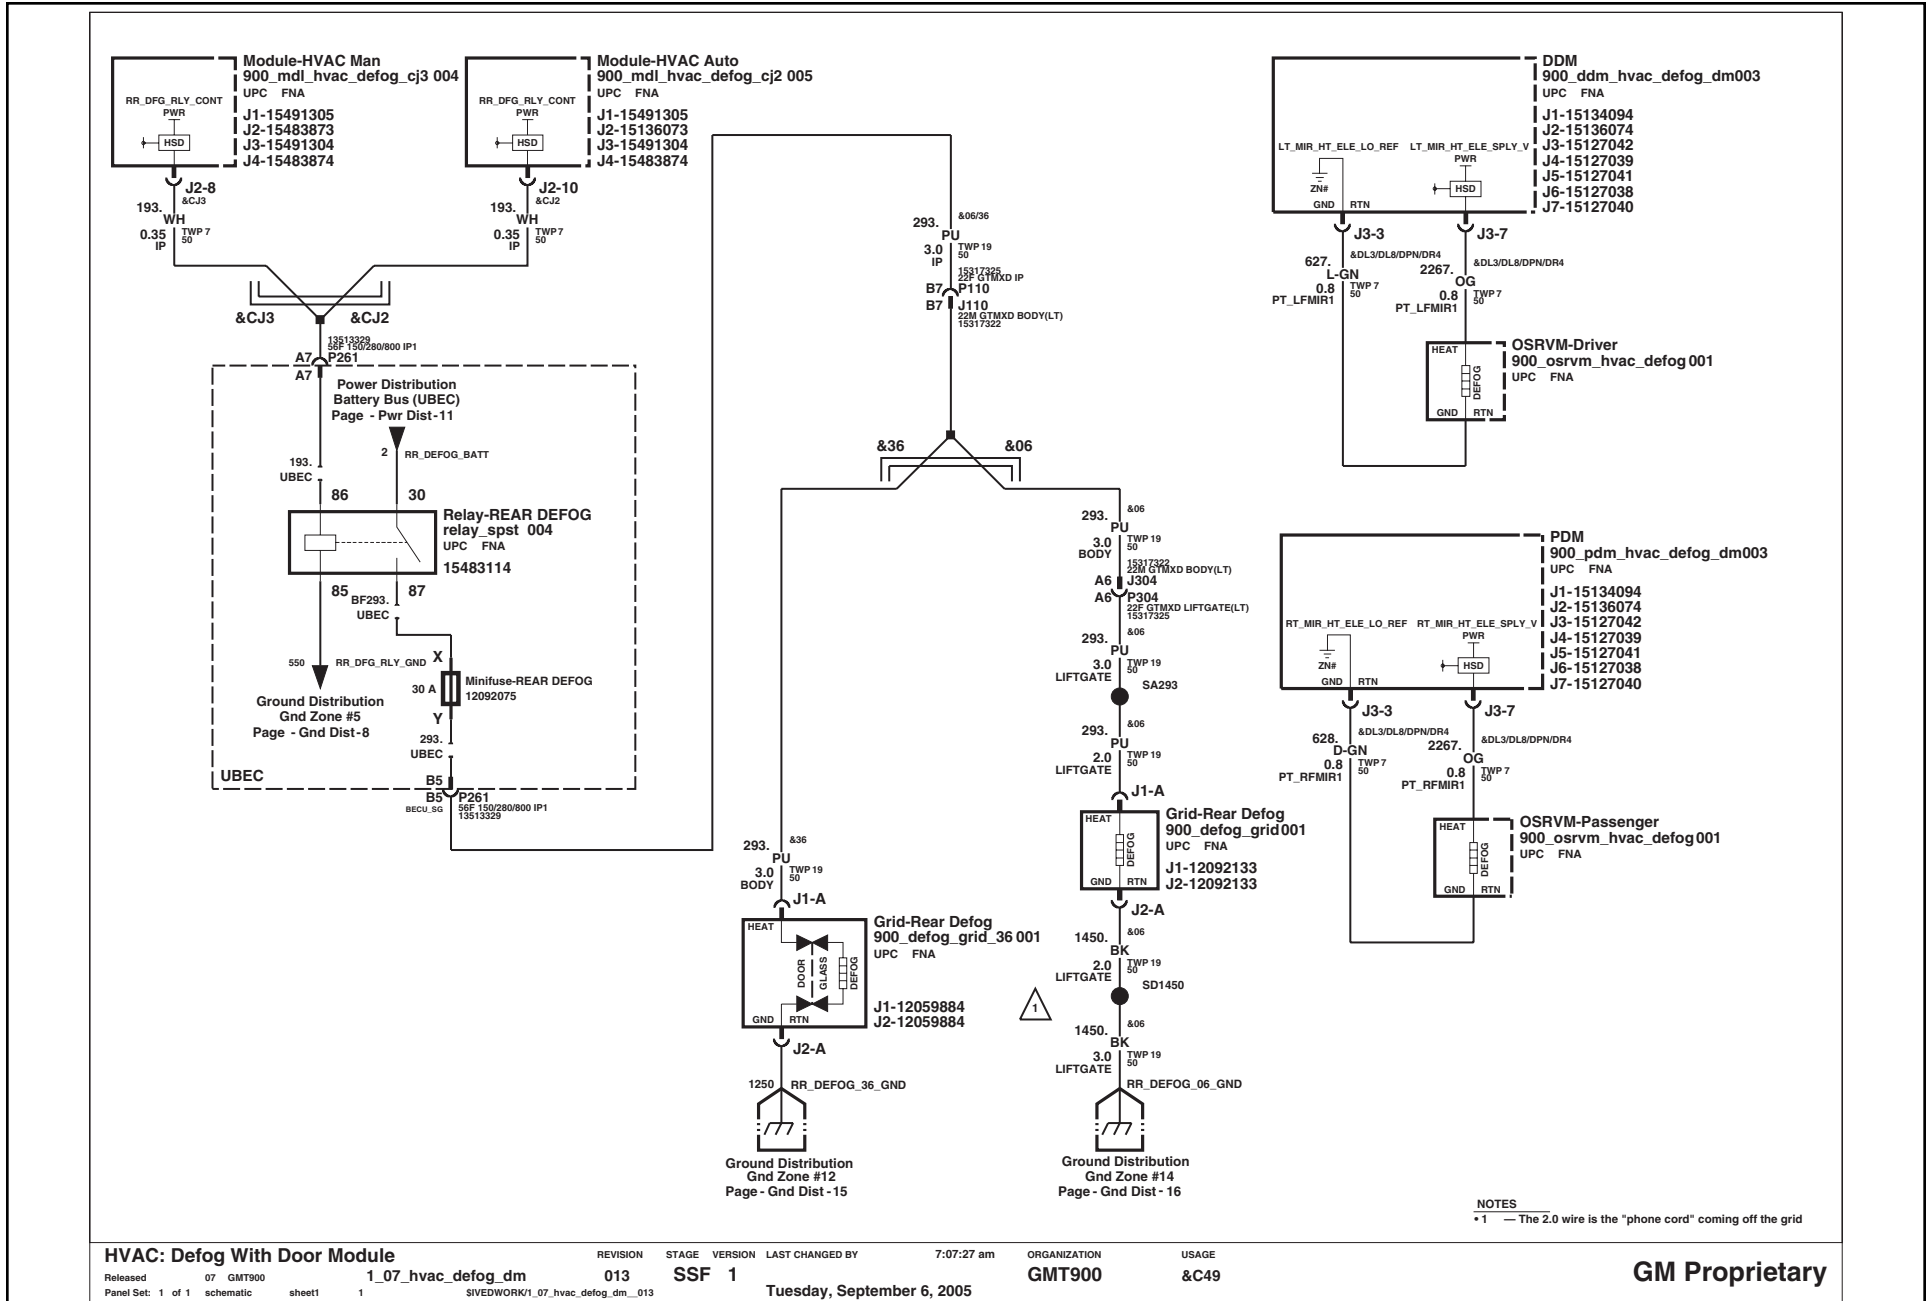 Module-HVAC Man
900_mdl_hvac_defog_cj3 004
UPC FNA
J1-15491305
J2-15483873
J3-15491304
J4-15483874
RR_DFG_RLY_CONT
PWR
HSD
J2-8
&CJ3
193.
WH
0.35
IP
TWP 7
50
Module-HVAC Auto
900_mdl_hvac_defog_cj2 005
UPC FNA
J1-15491305
J2-15136073
J3-15491304
J4-15483874
RR_DFG_RLY_CONT
PWR
HSD
J2-10
&CJ2
193.
WH
0.35
IP
TWP 7
50
&CJ3
&CJ2
13513329
56F 150/280/800 IP1
A7 P261
A7
Power Distribution
Battery Bus (UBEC)
Page - Pwr Dist-11
2 RR_DEFOG_BATT
193.
UBEC
86
30
Relay-REAR DEFOG
relay_spst 004
UPC FNA
15483114
85
87
BF293.
UBEC
550 RR_DFG_RLY_GND
X
30 A
Minifuse-REAR DEFOG
12092075
Y
Ground Distribution
Gnd Zone #5
Page - Gnd Dist-8
293.
UBEC
UBEC
B5
B5 P261
BECU_SG
56F 150/280/800 IP1
13513329
293.
&06/36
PU
3.0
IP
TWP 19
50
15317325
22F GTMXD IP
B7 P110
B7 J110
22M GTMXD BODY(LT)
15317322
&36
&06
293.
&36
PU
3.0
BODY
TWP 19
50
J1-A
HEAT
DOOR
GLASS
DEFOG
GND RTN
Grid-Rear Defog
900_defog_grid_36 001
UPC FNA
J1-12059884
J2-12059884
J2-A
1250 RR_DEFOG_36_GND
Ground Distribution
Gnd Zone #12
Page - Gnd Dist -15
293.
&06
PU
3.0
BODY
TWP 19
50
15317322
22M GTMXD BODY(LT)
A6 J304
A6 P304
22F GTMXD LIFTGATE(LT)
15317325
293.
&06
PU
3.0
LIFTGATE
TWP 19
50
SA293
293.
&06
PU
2.0
LIFTGATE
TWP 19
50
J1-A
HEAT
DEFOG
GND RTN
Grid-Rear Defog
900_defog_grid 001
UPC FNA
J1-12092133
J2-12092133
J2-A
1450.
&06
BK
2.0
LIFTGATE
TWP 19
50
SD1450
1
1450.
&06
BK
3.0
LIFTGATE
TWP 19
50
RR_DEFOG_06_GND
Ground Distribution
Gnd Zone #14
Page - Gnd Dist - 16
DDM
900_ddm_hvac_defog_dm003
UPC FNA
J1-15134094
J2-15136074
J3-15127042
J4-15127039
J5-15127041
J6-15127038
J7-15127040
LT_MIR_HT_ELE_LO_REF
LT_MIR_HT_ELE_SPLY_V
PWR
HSD
ZN#
GND RTN
J3-3
J3-7
627.
&DL3/DL8/DPN/DR4
L-GN
0.8
PT_LFMIR1
TWP 7
50
2267.
&DL3/DL8/DPN/DR4
OG
0.8
PT_LFMIR1
TWP 7
50
HEAT
DEFOG
GND RTN
OSRVM-Driver
900_osrvm_hvac_defog 001
UPC FNA
PDM
900_pdm_hvac_defog_dm003
UPC FNA
J1-15134094
J2-15136074
J3-15127042
J4-15127039
J5-15127041
J6-15127038
J7-15127040
RT_MIR_HT_ELE_LO_REF
RT_MIR_HT_ELE_SPLY_V
PWR
HSD
ZN#
GND RTN
J3-3
J3-7
628.
&DL3/DL8/DPN/DR4
D-GN
0.8
PT_RFMIR1
TWP 7
50
2267.
&DL3/DL8/DPN/DR4
OG
0.8
PT_RFMIR1
TWP 7
50
HEAT
DEFOG
GND RTN
OSRVM-Passenger
900_osrvm_hvac_defog 001
UPC FNA
NOTES
• 1 — The 2.0 wire is the "phone cord" coming off the grid
HVAC: Defog With Door Module
Released 07 GMT900 1_07_hvac_defog_dm
Panel Set: 1 of 1 schematic sheet1 1 $IVEDWORK/1_07_hvac_defog_dm__013
REVISION
013
STAGE
SSF
VERSION
1
LAST CHANGED BY 7:07:27 am
Tuesday, September 6, 2005
ORGANIZATION
GMT900
USAGE
&C49
GM Proprietary